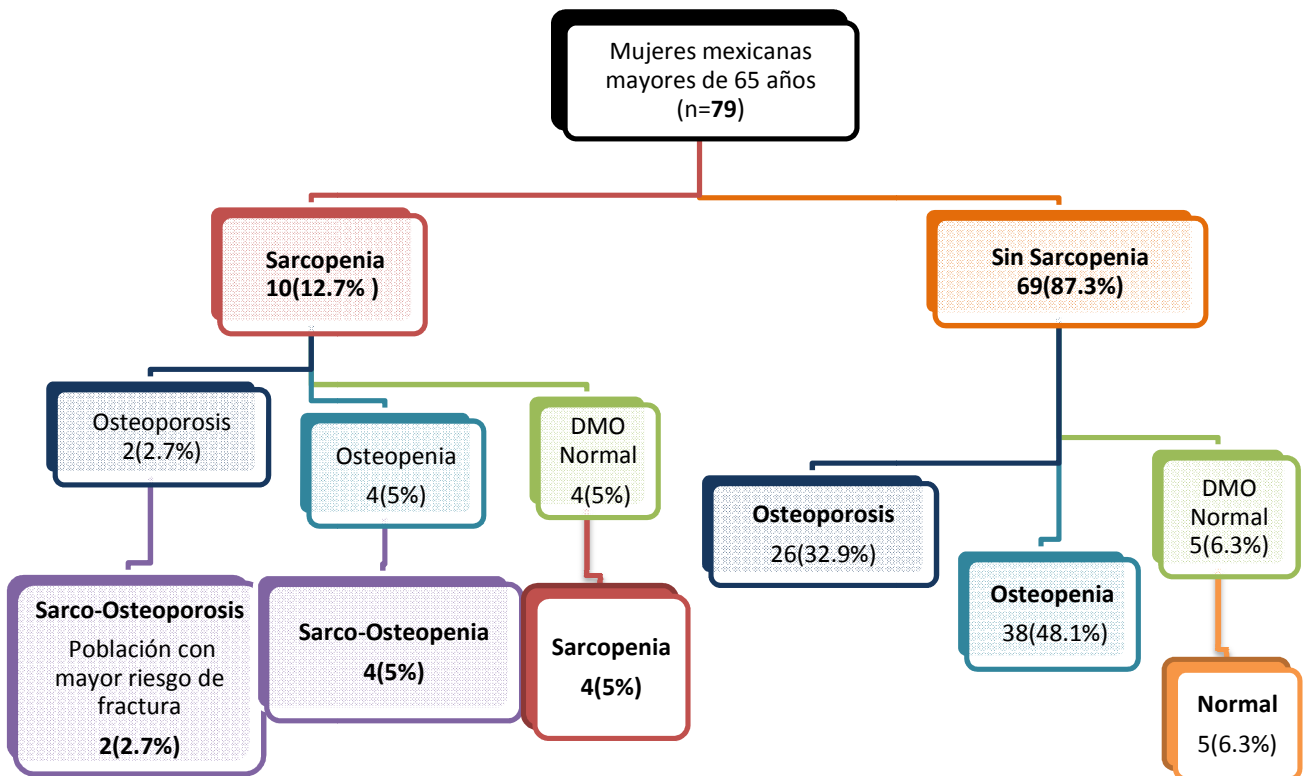 Mujeres mexicanas
mayores de 65 años
(n=79)
Sarcopenia
10(12.7% )
Sin Sarcopenia
69(87.3%)
Osteoporosis
2(2.7%)
Osteopenia
4(5%)
DMO
Normal
4(5%)
Osteoporosis
26(32.9%)
Osteopenia
38(48.1%)
DMO
Normal
5(6.3%)
Sarco-Osteoporosis
Población con
mayor riesgo de
fractura
2(2.7%)
Sarco-Osteopenia
4(5%)
Sarcopenia
4(5%)
Normal
5(6.3%)